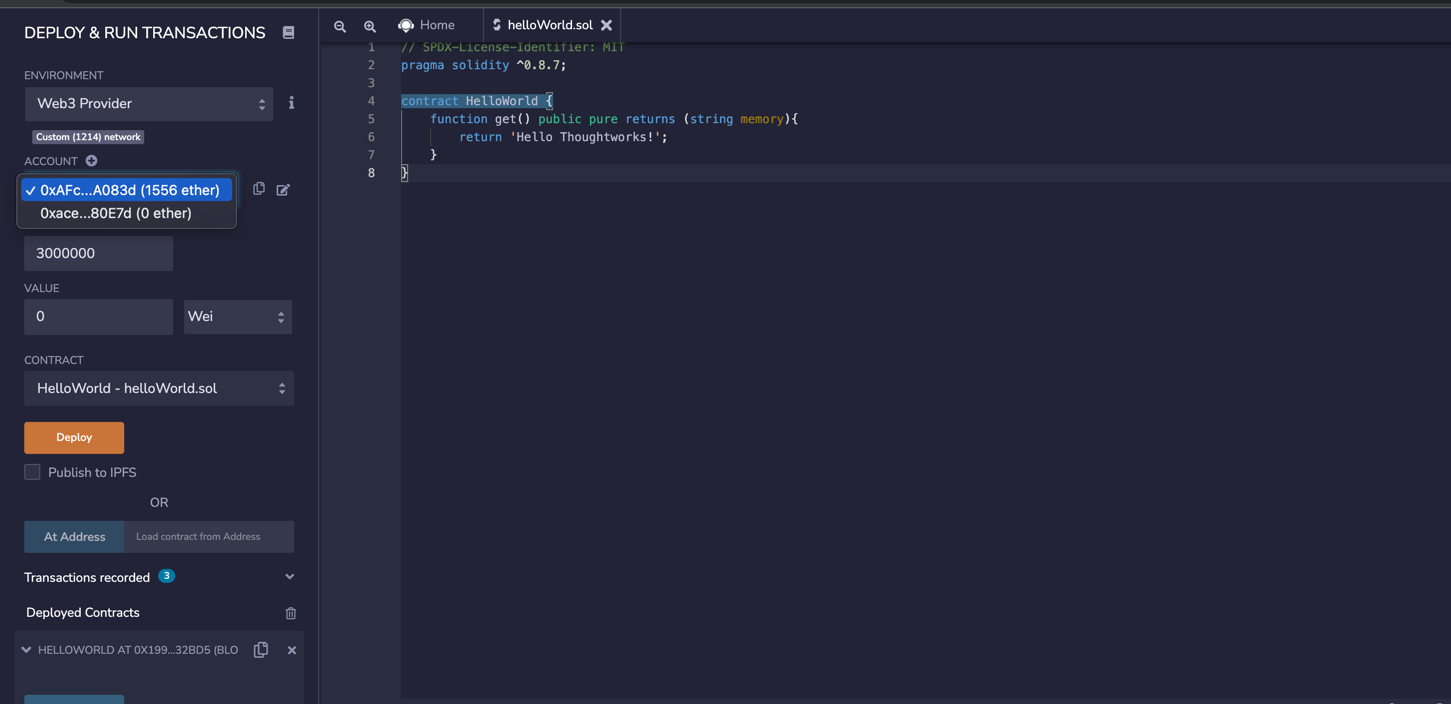 DEPLOY & RUN TRANSACTIONS
ENVIRONMENT
Web3 Provider
Custom (1214) network
ACCOUNT
0xAFc...A083d (1556 ether)
0xace...80E7d (0 ether)
3000000
VALUE
0
Wei
CONTRACT
HelloWorld - helloWorld.sol
Deploy
Publish to IPFS
OR
At Address
Load contract from Address
Transactions recorded 3
Deployed Contracts
HELLOWORLD AT 0X199...32BD5 (BLO
Home
helloWorld.sol
1 // SPDX-License-Identifier: MIT
2 pragma solidity ^0.8.7;
3
4 contract HelloWorld {
5 function get() public pure returns (string memory){
6 return 'Hello Thoughtworks!';
7 }
8 }